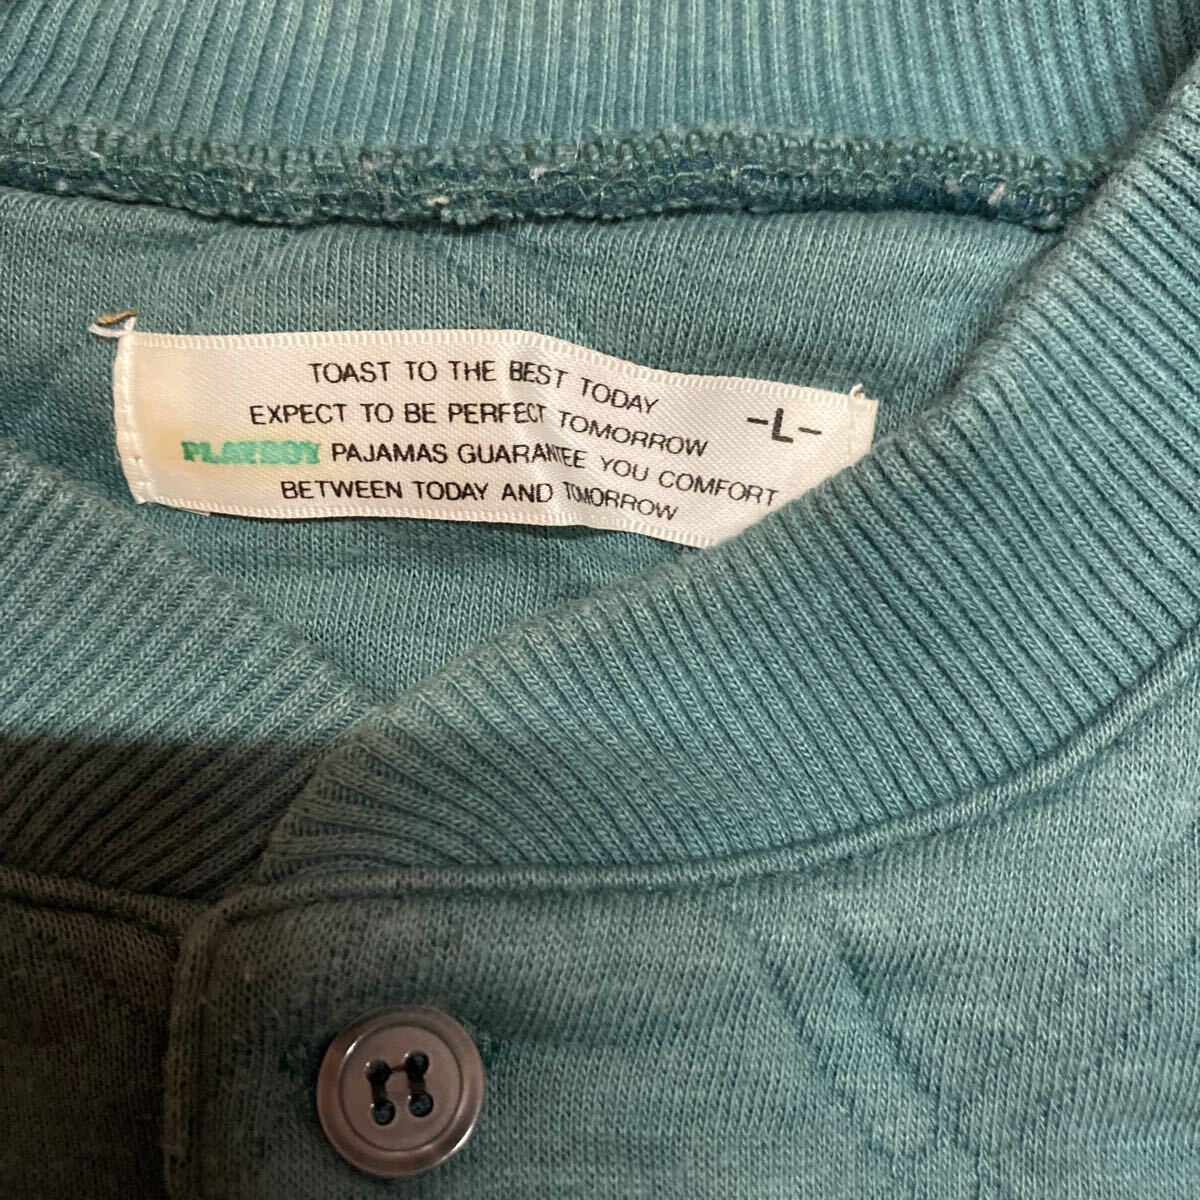 TOAST TO THE BEST TODAY
EXPECT TO BE PERFECT TOMORROW
-L-
PLAYBOY PAJAMAS GUARANTEE YOU COMFORT
BETWEEN TODAY AND TOMORROW